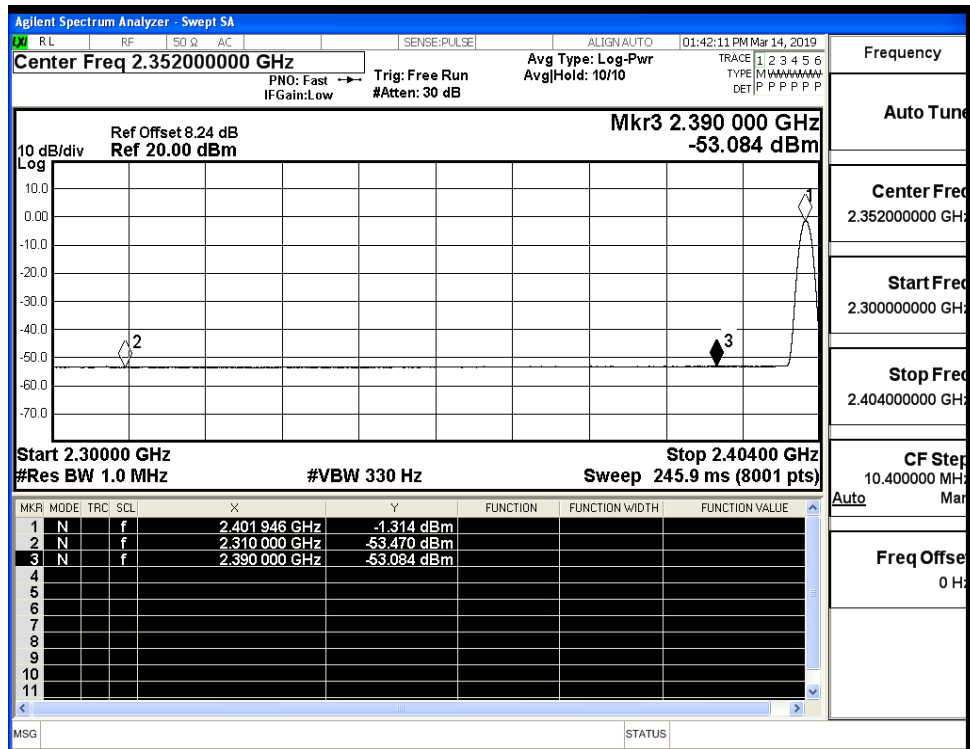 Agilent Spectrum Analyzer - Swept SA
LXI RL RF 50 Ω AC SENSE:PULSE ALIGN AUTO 01:42:11 PM Mar 14, 2019
Center Freq 2.352000000 GHz
PNO: Fast
IFGain:Low
Trig: Free Run
#Atten: 30 dB
Avg Type: Log-Pwr
Avg|Hold: 10/10
TRACE 1 2 3 4 5 6
TYPE M
DET P P P P P P
Mkr3 2.390 000 GHz
-53.084 dBm
Ref Offset 8.24 dB
10 dB/div Ref 20.00 dBm
Log
10.0
0.00
-10.0
-20.0
-30.0
-40.0
-50.0
-60.0
-70.0
1
2
3
Start 2.30000 GHz Stop 2.40400 GHz
#Res BW 1.0 MHz #VBW 330 Hz Sweep 245.9 ms (8001 pts)
MKR MODE TRC SCL X Y FUNCTION FUNCTION WIDTH FUNCTION VALUE
1 N f 2.401 946 GHz -1.314 dBm
2 N f 2.310 000 GHz -53.470 dBm
3 N f 2.390 000 GHz -53.084 dBm
4
5
6
7
8
9
10
11
MSG STATUS
Frequency
Auto Tune
Center Freq
2.352000000 GHz
Start Freq
2.300000000 GHz
Stop Freq
2.404000000 GHz
CF Step
10.400000 MHz
Auto Man
Freq Offset
0 Hz